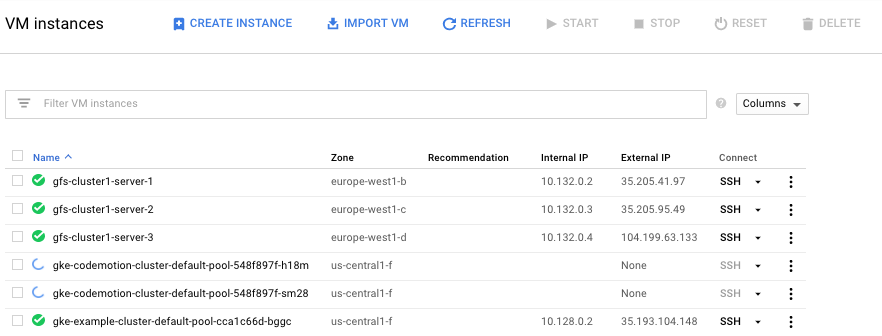 VM instances CREATE INSTANCE IMPORT VM REFRESH START STOP RESET DELETE
Filter VM instances ? Columns
Name Zone Recommendation Internal IP External IP Connect
gfs-cluster1-server-1 europe-west1-b 10.132.0.2 35.205.41.97 SSH
gfs-cluster1-server-2 europe-west1-c 10.132.0.3 35.205.95.49 SSH
gfs-cluster1-server-3 europe-west1-d 10.132.0.4 104.199.63.133 SSH
gke-codemotion-cluster-default-pool-548f897f-h18m us-central1-f None SSH
gke-codemotion-cluster-default-pool-548f897f-sm28 us-central1-f None SSH
gke-example-cluster-default-pool-cca1c66d-bggc us-central1-f 10.128.0.2 35.193.104.148 SSH